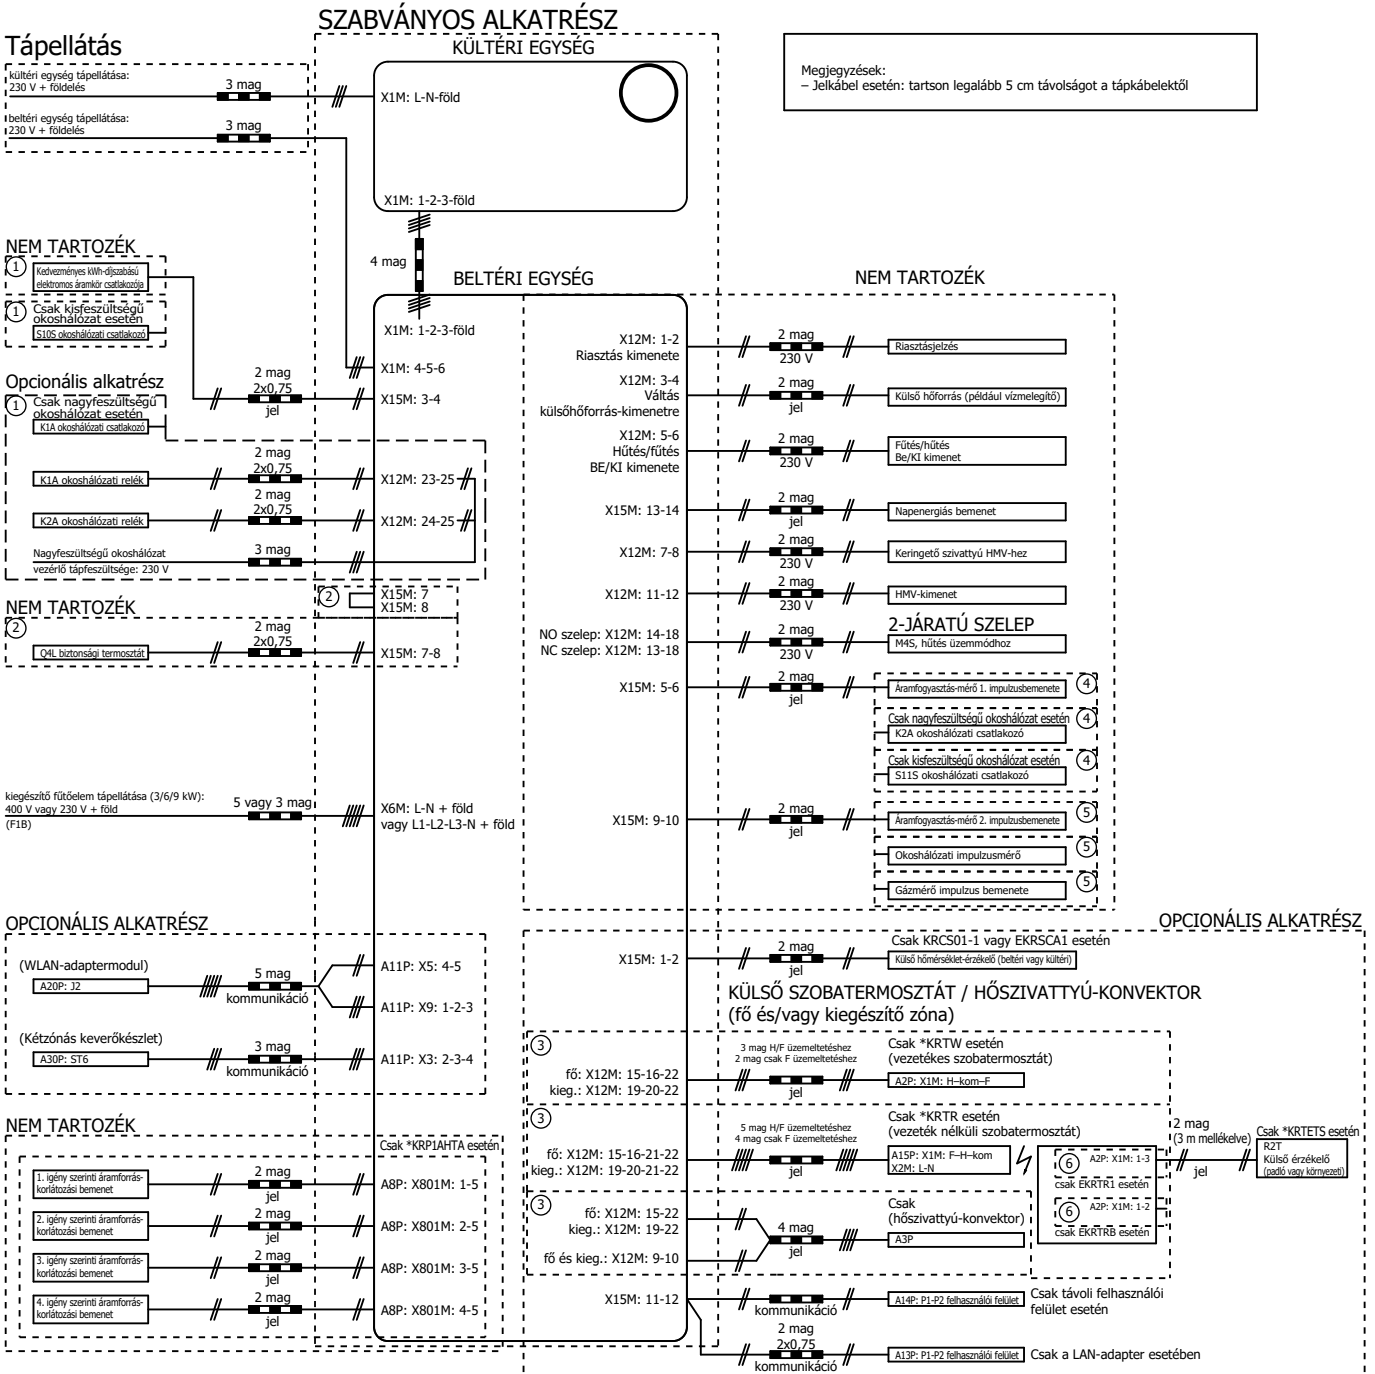 SZABVÁNYOS ALKATRÉSZ
Tápellátás
kültéri egység tápellátása:
230 V + földelés
3 mag
beltéri egység tápellátása:
230 V + földelés
3 mag
KÜLTÉRI EGYSÉG
X1M: L-N-föld
X1M: 1-2-3-föld
Megjegyzések:
– Jelkábel esetén: tartson legalább 5 cm távolságot a tápkábelektől
4 mag
BELTÉRI EGYSÉG
X1M: 1-2-3-föld
X1M: 4-5-6
X15M: 3-4
NEM TARTOZÉK
1
Kedvezményes kWh-díjszabású
elektromos áramkör csatlakozója
1
Csak kisfeszültségű
okoshálózat esetén
S10S okoshálózati csatlakozó
2 mag
2x0,75
jel
Opcionális alkatrész
1
Csak nagyfeszültségű
okoshálózat esetén
K1A okoshálózati csatlakozó
K1A okoshálózati relék
2 mag
2x0,75
X12M: 23-25
K2A okoshálózati relék
2 mag
2x0,75
X12M: 24-25
Nagyfeszültségű okoshálózat
vezérlő tápfeszültsége: 230 V
3 mag
2
X15M: 7
X15M: 8
NEM TARTOZÉK
2
Q4L biztonsági termosztát
2 mag
2x0,75
X15M: 7-8
kiegészítő fűtőelem tápellátása (3/6/9 kW):
400 V vagy 230 V + föld
(F1B)
5 vagy 3 mag
X6M: L-N + föld
vagy L1-L2-L3-N + föld
OPCIONÁLIS ALKATRÉSZ
(WLAN-adaptermodul)
A20P: J2
5 mag
kommunikáció
A11P: X5: 4-5
A11P: X9: 1-2-3
(Kétzónás keverőkészlet)
A30P: ST6
3 mag
kommunikáció
A11P: X3: 2-3-4
NEM TARTOZÉK
Csak *KRP1AHTA esetén
1. igény szerinti áramforrás-
korlátozási bemenet
2 mag
jel
A8P: X801M: 1-5
2. igény szerinti áramforrás-
korlátozási bemenet
2 mag
jel
A8P: X801M: 2-5
3. igény szerinti áramforrás-
korlátozási bemenet
2 mag
jel
A8P: X801M: 3-5
4. igény szerinti áramforrás-
korlátozási bemenet
2 mag
jel
A8P: X801M: 4-5
NEM TARTOZÉK
X12M: 1-2
Riasztás kimenete
2 mag
230 V
Riasztásjelzés
X12M: 3-4
Váltás
külsőhőforrás-kimenetre
2 mag
jel
Külső hőforrás (például vízmelegítő)
X12M: 5-6
Hűtés/fűtés
BE/KI kimenete
2 mag
230 V
Fűtés/hűtés
Be/KI kimenet
X15M: 13-14
2 mag
jel
Napenergiás bemenet
X12M: 7-8
2 mag
230 V
Keringető szivattyú HMV-hez
X12M: 11-12
2 mag
230 V
HMV-kimenet
NO szelep: X12M: 14-18
NC szelep: X12M: 13-18
2 mag
230 V
2-JÁRATÚ SZELEP
M4S, hűtés üzemmódhoz
X15M: 5-6
2 mag
jel
Áramfogyasztás-mérő 1. impulzusbemenete
4
Csak nagyfeszültségű okoshálózat esetén
K2A okoshálózati csatlakozó
4
Csak kisfeszültségű okoshálózat esetén
S11S okoshálózati csatlakozó
4
X15M: 9-10
2 mag
jel
Áramfogyasztás-mérő 2. impulzusbemenete
5
Okoshálózati impulzusmérő
5
Gázmérő impulzus bemenete
5
OPCIONÁLIS ALKATRÉSZ
X15M: 1-2
2 mag
jel
Csak KRCS01-1 vagy EKRSCA1 esetén
Külső hőmérséklet-érzékelő (beltéri vagy kültéri)
KÜLSŐ SZOBATERMOSZTÁT / HŐSZIVATTYÚ-KONVEKTOR
(fő és/vagy kiegészítő zóna)
3
fő: X12M: 15-16-22
kieg.: X12M: 19-20-22
3 mag H/F üzemeltetéshez
2 mag csak F üzemeltetéshez
jel
Csak *KRTW esetén
(vezetékes szobatermosztát)
A2P: X1M: H–kom–F
3
fő: X12M: 15-16-21-22
kieg.: X12M: 19-20-21-22
5 mag H/F üzemeltetéshez
4 mag csak F üzemeltetéshez
jel
Csak *KRTR esetén
(vezeték nélküli szobatermosztát)
A15P: X1M: F–H–kom
X2M: L-N
6
A2P: X1M: 1-3
csak EKRTR1 esetén
6
A2P: X1M: 1-2
csak EKRTRB esetén
2 mag
(3 m mellékelve)
jel
Csak *KRTETS esetén
R2T
Külső érzékelő
(padló vagy környezeti)
3
fő: X12M: 15-22
kieg.: X12M: 19-22
fő és kieg.: X12M: 9-10
4 mag
jel
Csak
(hőszivattyú-konvektor)
A3P
X15M: 11-12
kommunikáció
A14P: P1-P2 felhasználói felület
Csak távoli felhasználói
felület esetén
2 mag
2x0,75
kommunikáció
A13P: P1-P2 felhasználói felület
Csak a LAN-adapter esetében